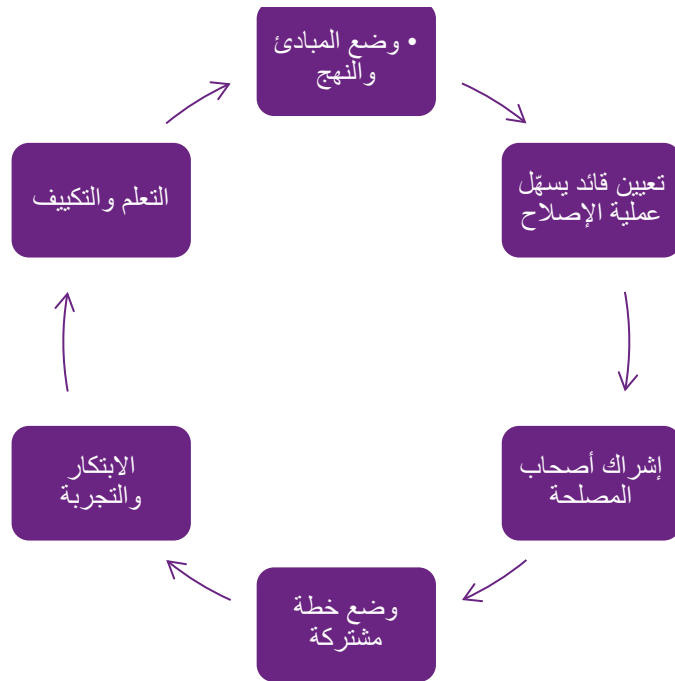 • وضع المبادئ
والنهج
تعيين قائد يسهّل
عملية الإصلاح
إشراك أصحاب
المصلحة
وضع خطة
مشتركة
الابتكار
والتجربة
التعلم والتكييف